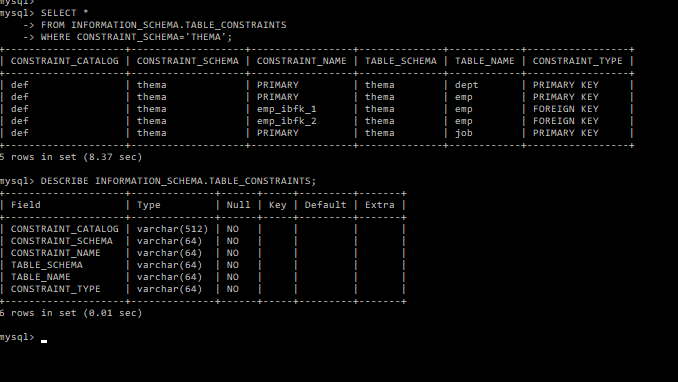 mysql>
mysql> SELECT *
    -> FROM INFORMATION_SCHEMA.TABLE_CONSTRAINTS
    -> WHERE CONSTRAINT_SCHEMA='THEMA';
+--------------------+-------------------+-----------------+--------------+------------+-----------------+
| CONSTRAINT_CATALOG | CONSTRAINT_SCHEMA | CONSTRAINT_NAME | TABLE_SCHEMA | TABLE_NAME | CONSTRAINT_TYPE |
+--------------------+-------------------+-----------------+--------------+------------+-----------------+
| def                | thema             | PRIMARY         | thema        | dept       | PRIMARY KEY     |
| def                | thema             | PRIMARY         | thema        | emp        | PRIMARY KEY     |
| def                | thema             | emp_ibfk_1      | thema        | emp        | FOREIGN KEY     |
| def                | thema             | emp_ibfk_2      | thema        | emp        | FOREIGN KEY     |
| def                | thema             | PRIMARY         | thema        | job        | PRIMARY KEY     |
+--------------------+-------------------+-----------------+--------------+------------+-----------------+
5 rows in set (8.37 sec)
mysql> DESCRIBE INFORMATION_SCHEMA.TABLE_CONSTRAINTS;
+--------------------+--------------+------+-----+---------+-------+
| Field              | Type         | Null | Key | Default | Extra |
+--------------------+--------------+------+-----+---------+-------+
| CONSTRAINT_CATALOG | varchar(512) | NO   |     |         |       |
| CONSTRAINT_SCHEMA  | varchar(64)  | NO   |     |         |       |
| CONSTRAINT_NAME    | varchar(64)  | NO   |     |         |       |
| TABLE_SCHEMA       | varchar(64)  | NO   |     |         |       |
| TABLE_NAME         | varchar(64)  | NO   |     |         |       |
| CONSTRAINT_TYPE    | varchar(64)  | NO   |     |         |       |
+--------------------+--------------+------+-----+---------+-------+
6 rows in set (0.01 sec)
mysql>